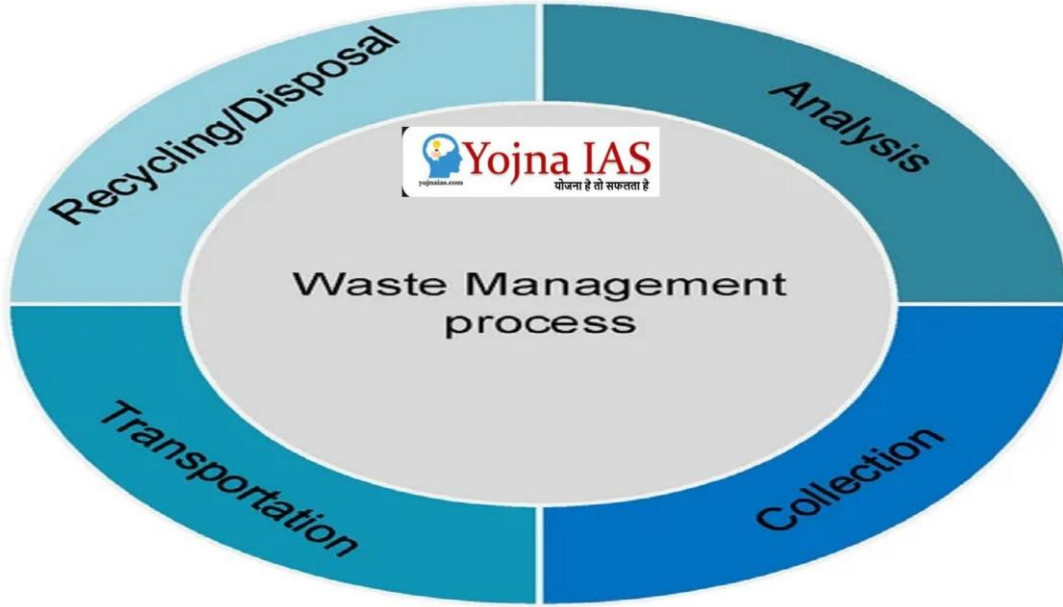 Recycling/Disposal
Analysis
Yojna IAS
yojnaias.com
योजना है तो सफलता है
Waste Management
process
Transportation
Collection